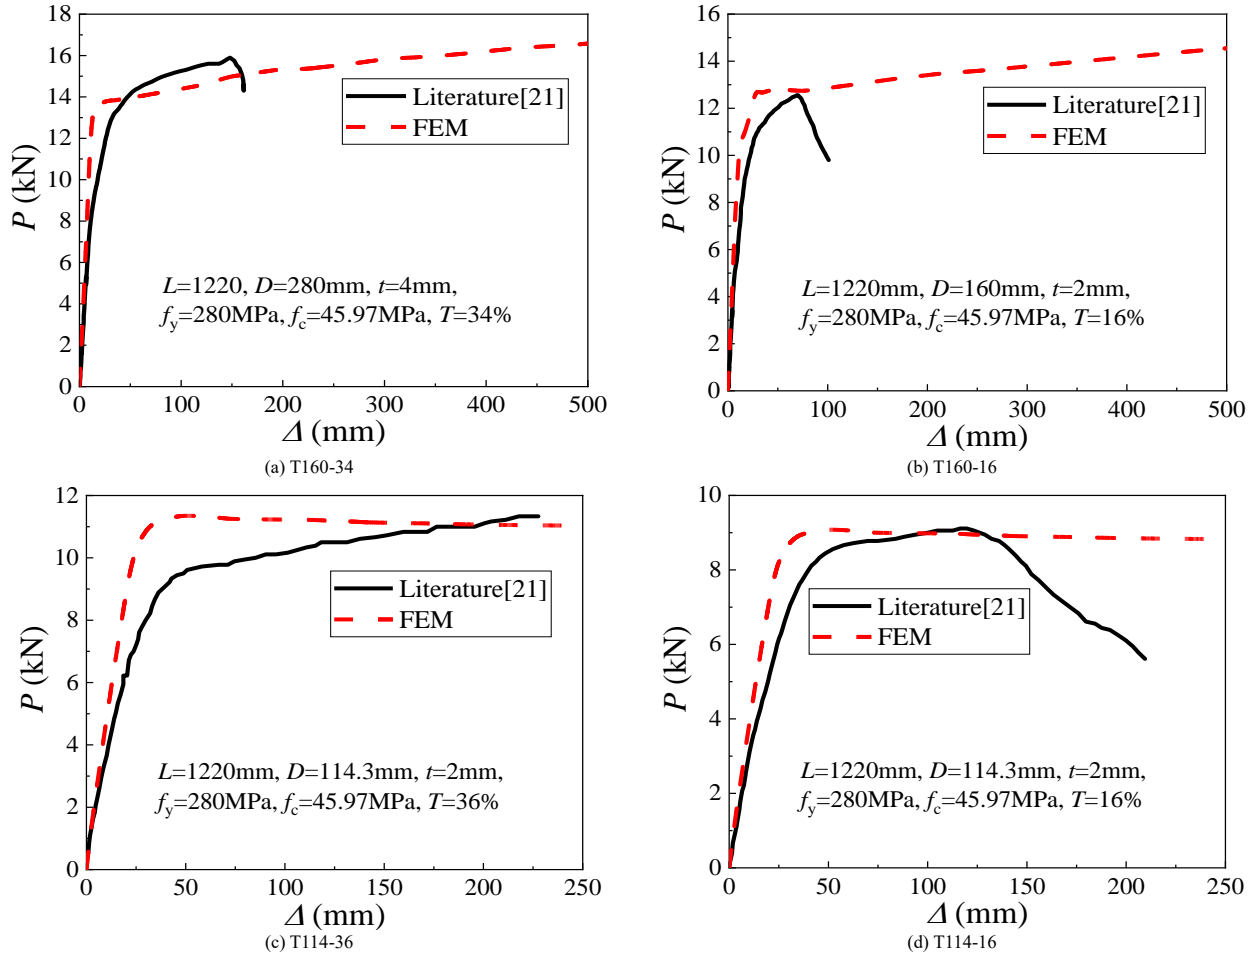 18
16
14
12
10
8
6
4
2
0
P (kN)
Literature[21]
FEM
L=1220, D=280mm, t=4mm,
fy=280MPa, fc=45.97MPa, T=34%
0 100 200 300 400 500
Δ (mm)
(a) T160-34
16
14
12
10
8
6
4
2
0
P (kN)
Literature[21]
FEM
L=1220mm, D=160mm, t=2mm,
fy=280MPa, fc=45.97MPa, T=16%
0 100 200 300 400 500
Δ (mm)
(b) T160-16
12
10
8
6
4
2
0
P (kN)
Literature[21]
FEM
L=1220mm, D=114.3mm, t=2mm,
fy=280MPa, fc=45.97MPa, T=36%
0 50 100 150 200 250
Δ (mm)
(c) T114-36
10
8
6
4
2
0
P (kN)
Literature[21]
FEM
L=1220mm, D=114.3mm, t=2mm,
fy=280MPa, fc=45.97MPa, T=16%
0 50 100 150 200 250
Δ (mm)
(d) T114-16